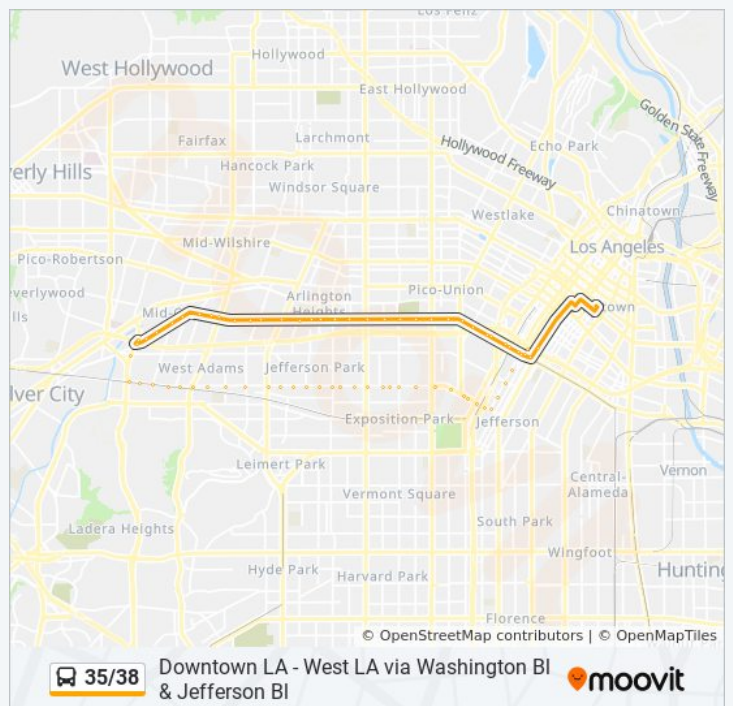 Los Feliz
Hollywood
West Hollywood
East Hollywood
Golden State Freeway
Fairfax
Larchmont
Hollywood Freeway
Echo Park
verly Hills
Hancock Park
Windsor Square
Westlake
Chinatown
Mid-Wilshire
Los Angeles
Pico-Robertson
everlywood
lls
Pico-Union
Arlington
Heights
Mid-C
town
West Adams
Jefferson Park
lver City
Exposition Park
Jefferson
Leimert Park
Vernon
Central-
Alameda
Vermont Square
South Park
Ladera Heights
Wingfoot
Hyde Park
Harvard Park
Hunting
Florence
© OpenStreetMap contributors | © OpenMapTiles
35/38
Downtown LA - West LA via Washington Bl
& Jefferson Bl
moovit